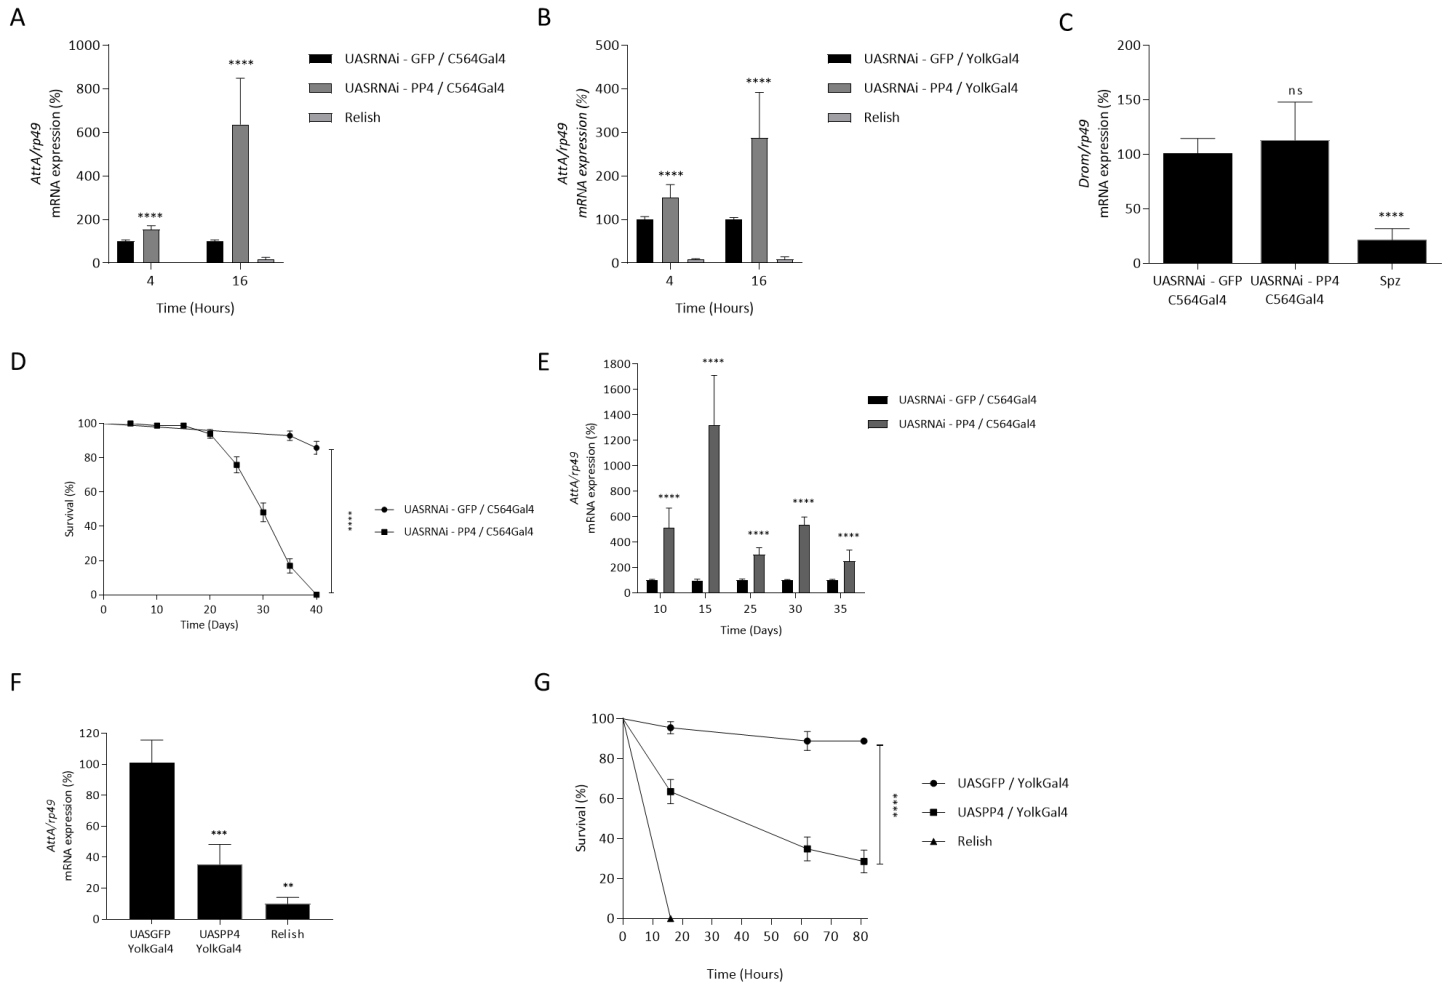 A
AttA/rp49
mRNA expression (%)
1000
800
600
400
200
0
****
****
4
16
Time (Hours)
UASRNAi - GFP / C564Gal4
UASRNAi - PP4 / C564Gal4
Relish
B
AttA/rp49
mRNA expression (%)
500
400
300
200
100
0
****
****
4
16
Time (Hours)
UASRNAi - GFP / YolkGal4
UASRNAi - PP4 / YolkGal4
Relish
C
Drom/rp49
mRNA expression (%)
200
150
100
50
0
ns
****
UASRNAi - GFP
C564Gal4
UASRNAi - PP4
C564Gal4
Spz
D
Survival (%)
100
80
60
40
20
0
0
10
20
30
40
Time (Days)
****
UASRNAi - GFP / C564Gal4
UASRNAi - PP4 / C564Gal4
E
AttA/rp49
mRNA expression (%)
1800
1600
1400
1200
1000
800
600
400
200
0
****
****
****
****
****
10
15
25
30
35
Time (Days)
UASRNAi - GFP / C564Gal4
UASRNAi - PP4 / C564Gal4
F
AttA/rp49
mRNA expression (%)
120
100
80
60
40
20
0
***
**
UASGFP
YolkGal4
UASPP4
YolkGal4
Relish
G
Survival (%)
100
80
60
40
20
0
0
10
20
30
40
50
60
70
80
Time (Hours)
****
UASGFP / YolkGal4
UASPP4 / YolkGal4
Relish